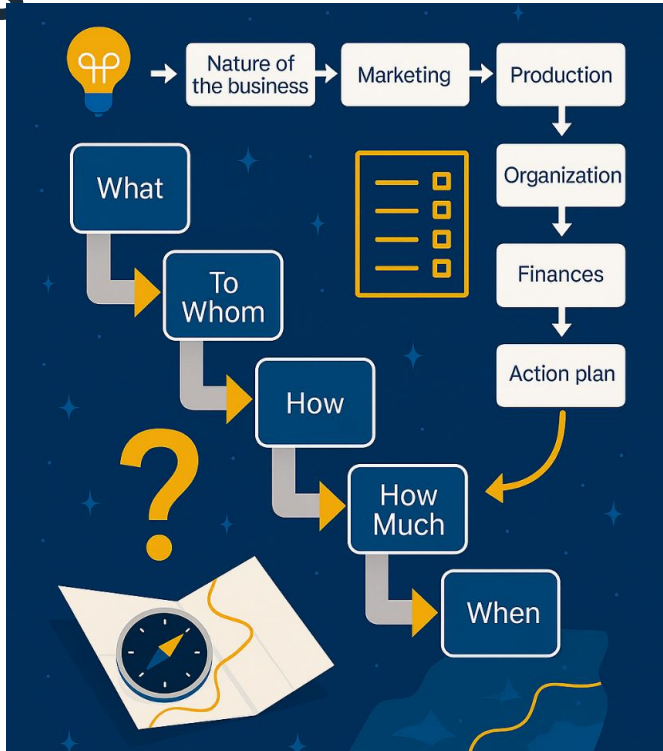 Nature of
the business
Marketing
Production
Organization
Finances
Action plan
What
To
Whom
How
How
Much
When
?